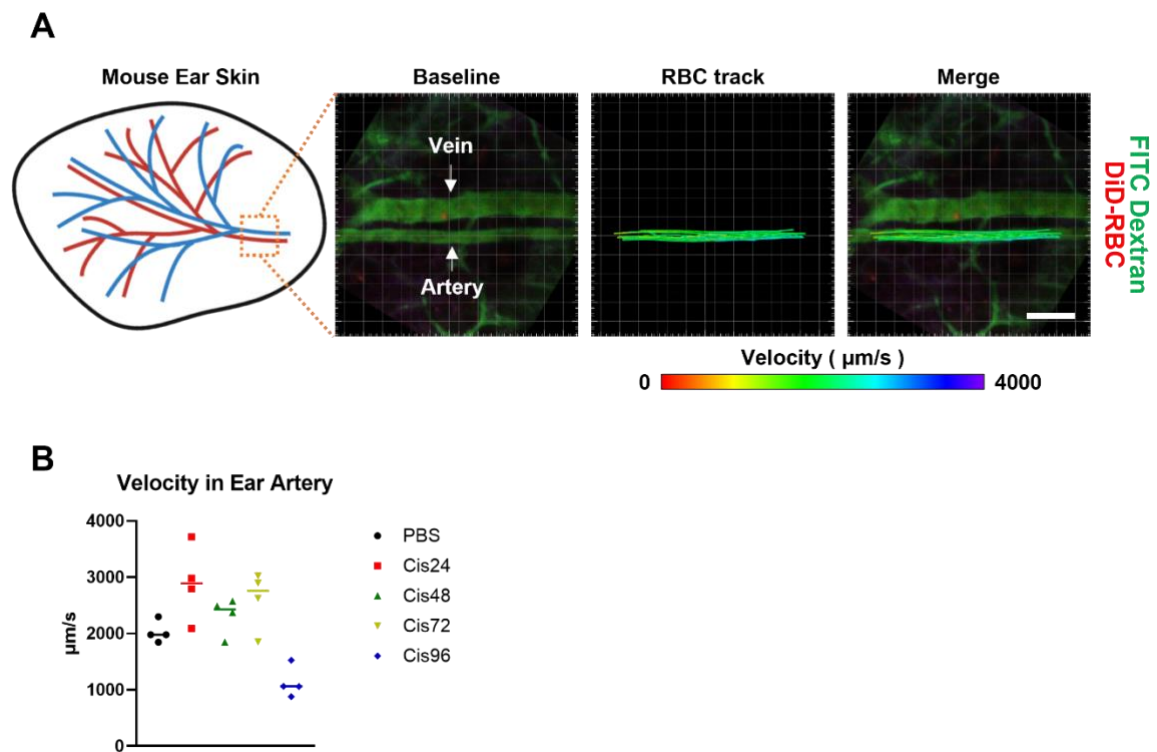 A
Mouse Ear Skin
Baseline
RBC track
Merge
Vein
Artery
FITC Dextran
DiD-RBC
Velocity ( µm/s )
0
4000
B
Velocity in Ear Artery
µm/s
4000
3000
2000
1000
0
PBS
Cis24
Cis48
Cis72
Cis96